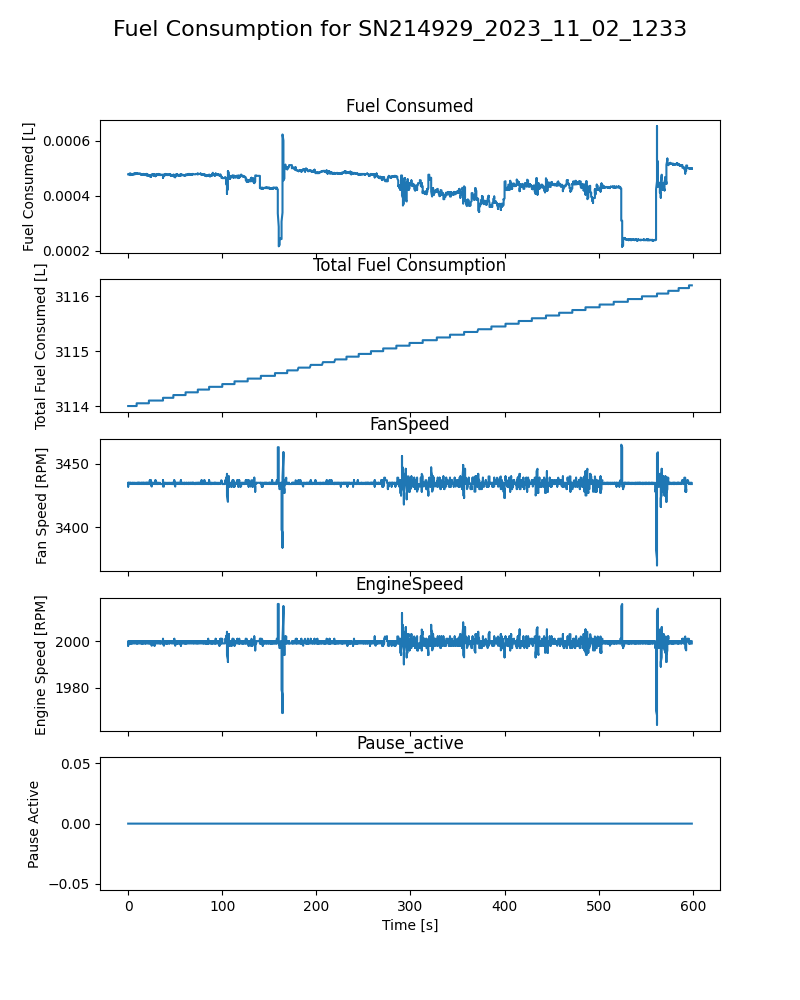 Fuel Consumption for SN214929_2023_11_02_1233
Fuel Consumed
Fuel Consumed [L]
0.0006
0.0004
0.0002
Total Fuel Consumption
Total Fuel Consumed [L]
3116
3115
3114
FanSpeed
Fan Speed [RPM]
3450
3400
EngineSpeed
Engine Speed [RPM]
2000
1980
Pause_active
Pause Active
0.05
0.00
−0.05
0 100 200 300 400 500 600
Time [s]